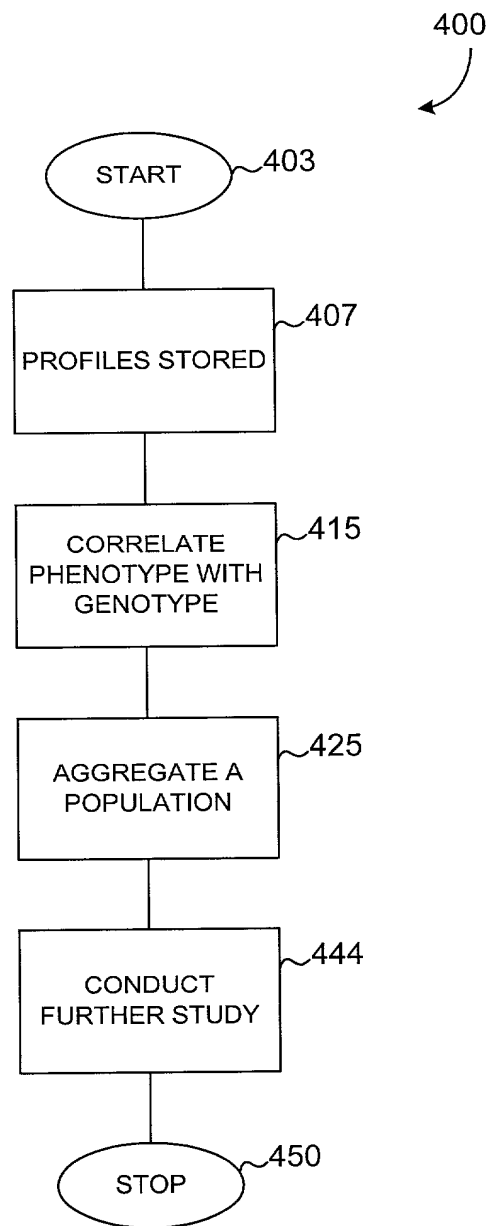 400
START
403
PROFILES STORED
407
CORRELATE
PHENOTYPE WITH
GENOTYPE
415
AGGREGATE A
POPULATION
425
CONDUCT
FURTHER STUDY
444
STOP
450